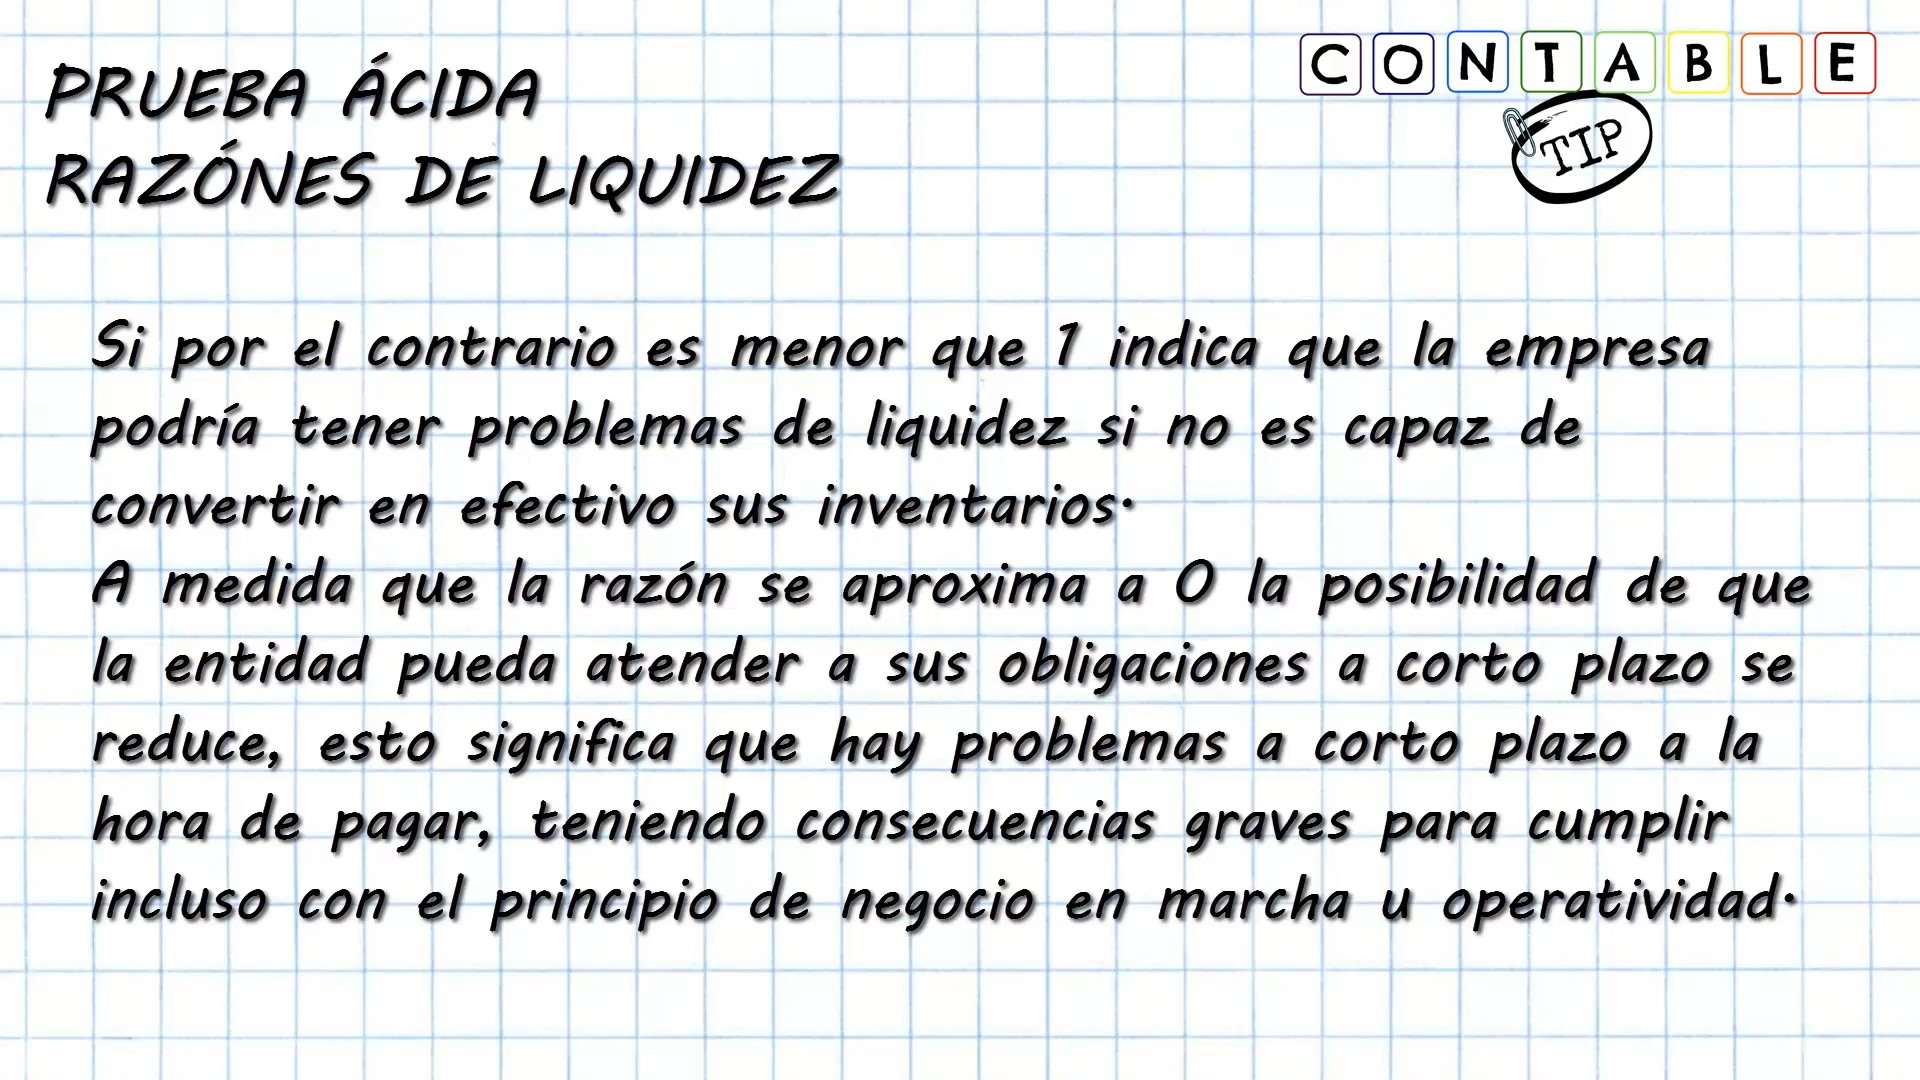 PRUEBA ÁCIDA
RAZÓNES DE LIQUIDEZ
CONTABLE
TIP
Si por el contrario es menor que 1 indica que la empresa
podría tener problemas de liquidez si no es capaz de
convertir en efectivo sus inventarios.
A medida que la razón se aproxima a 0 la posibilidad de que
la entidad pueda atender a sus obligaciones a corto plazo se
reduce, esto significa que hay problemas a corto plazo a la
hora de pagar, teniendo consecuencias graves para cumplir
incluso con el principio de negocio en marcha u operatividad.